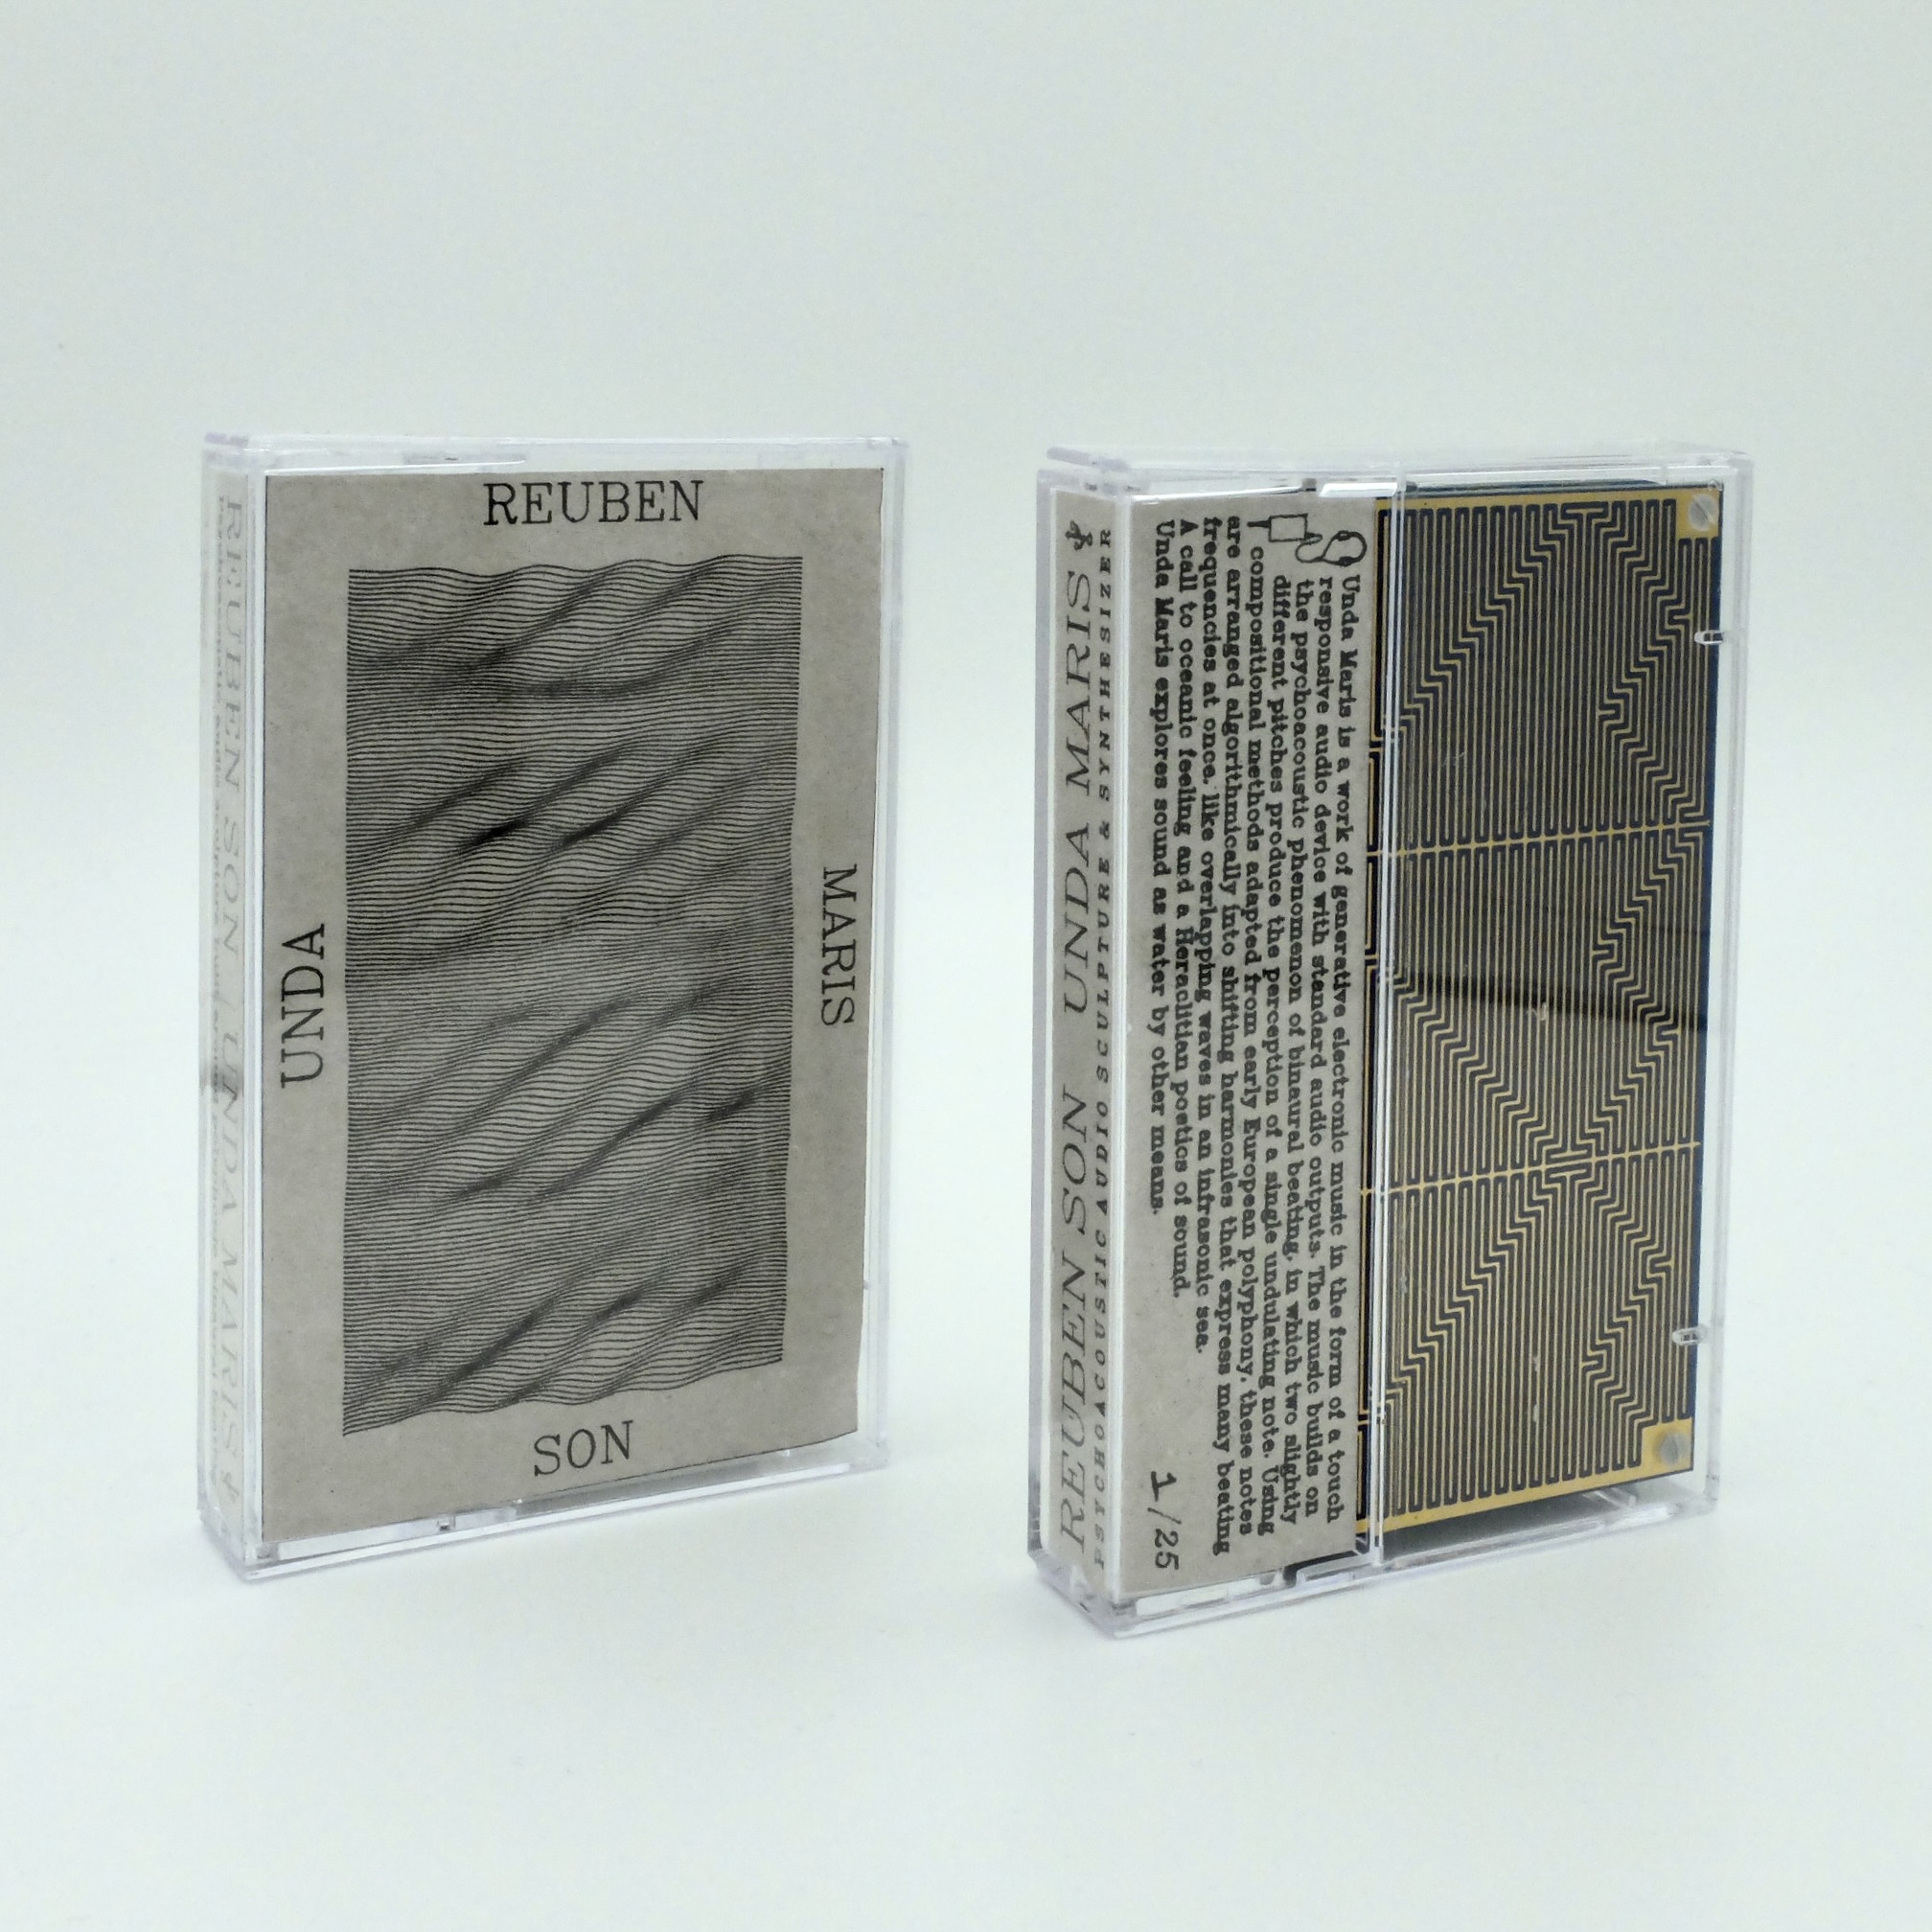 REUBEN
UNDA
MARIS
SON
REUBEN SON / UNDA MARIS
REUBEN SON UNDA MARIS
PSYCHOACCOUSTIC AUDIO SCULPTURE & SYNTHESIZER
Unda Maris is a work of generative electronic music in the form of a touch
responsive audio device with standard audio outputs. The music builds on
the psychoacoustic phenomenon of binaural beating, in which two slightly
different pitches produce the perception of a single undulating note. Using
compositional methods adapted from early European polyphony, these notes
are arranged algorithmically into shifting harmonies that express many beating
frequencies at once, like overlapping waves in an infrasonic sea.
A call to oceanic feeling and a Heraclitian poetics of sound,
Unda Maris explores sound as water by other means.
1/25